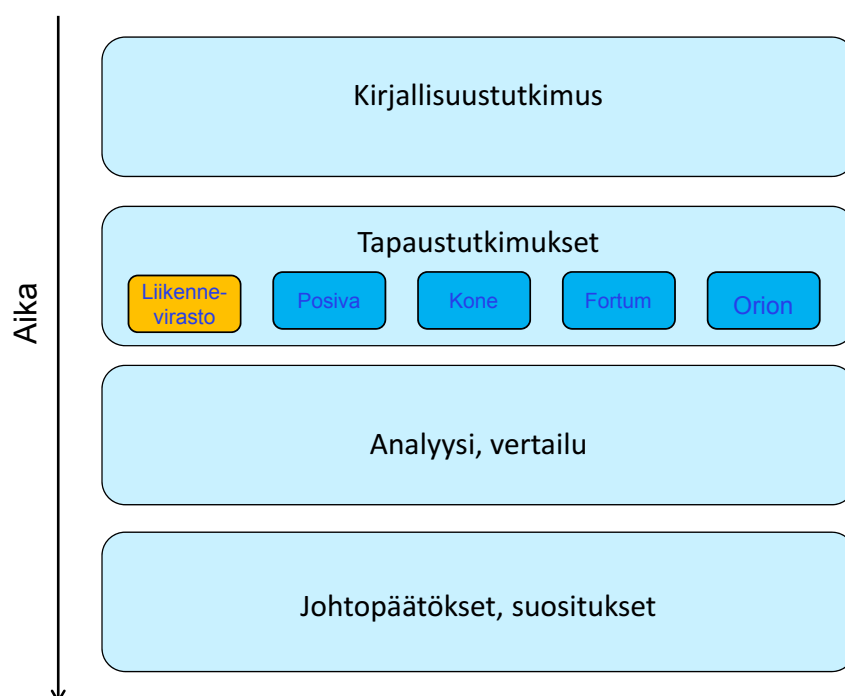 Kirjallisuustutkimus
Tapaustutkimukset
Liikenne-
virasto
Posiva
Kone
Fortum
Orion
Aika
Analyysi, vertailu
Johtopäätökset, suositukset